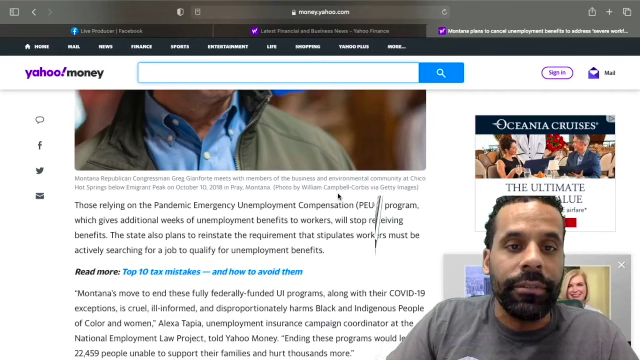 money.yahoo.com
Live Producer | Facebook
Latest Financial and Business News - Yahoo Finance
Montana plans to cancel unemployment benefits to address "severe workf…
HOME MAIL NEWS FINANCE SPORTS ENTERTAINMENT LIFE SHOPPING YAHOO PLUS MORE...
yahoo!money
Sign in
Mail
Montana Republican Congressman Greg Gianforte meets with members of the business and environmental community at Chico
Hot Springs below Emigrant Peak on October 10, 2018 in Pray, Montana. (Photo by William Campbell-Corbis via Getty Images)
OCEANIA CRUISES
THE ULTIMATE
VALUE
airfare*
Those relying on the Pandemic Emergency Unemployment Compensation (PEU program,
which gives additional weeks of unemployment benefits to workers, will stop re eiving
benefits. The state also plans to reinstate the requirement that stipulates work rs must be
actively searching for a job to qualify for unemployment benefits.
Read more: Top 10 tax mistakes — and how to avoid them
"Montana's move to end these fully federally-funded UI programs, along with their COVID-19
exceptions, is cruel, ill-informed, and disproportionately harms Black and Indigenous People
of Color and women," Alexa Tapia, unemployment insurance campaign coordinator at the
National Employment Law Project, told Yahoo Money. "Ending these programs would le
22,459 people unable to support their families and hurt thousands more."